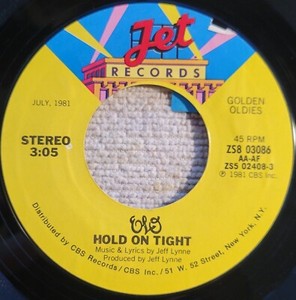 Jet
RECORDS
JULY, 1981
GOLDEN
OLDIES
STEREO
3:05
45 RPM
ZS8 03086
AA-AF
ZS5 02408-3
℗ 1981 CBS Inc.
ELO
HOLD ON TIGHT
Music & Lyrics by Jeff Lynne
Produced by Jeff Lynne
Distributed by CBS Records/CBS Inc./51 W. 52 Street, New York, N.Y.